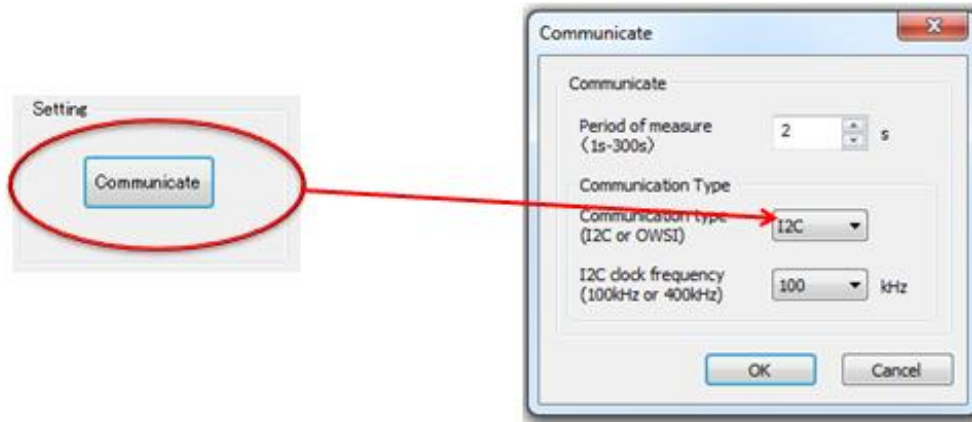 Setting
Communicate
Communicate
Communicate
Period of measure
(1s-300s)
2
s
Communication Type
Communication type
(I2C or OWSI)
I2C
I2C clock frequency
(100kHz or 400kHz)
100
kHz
OK
Cancel